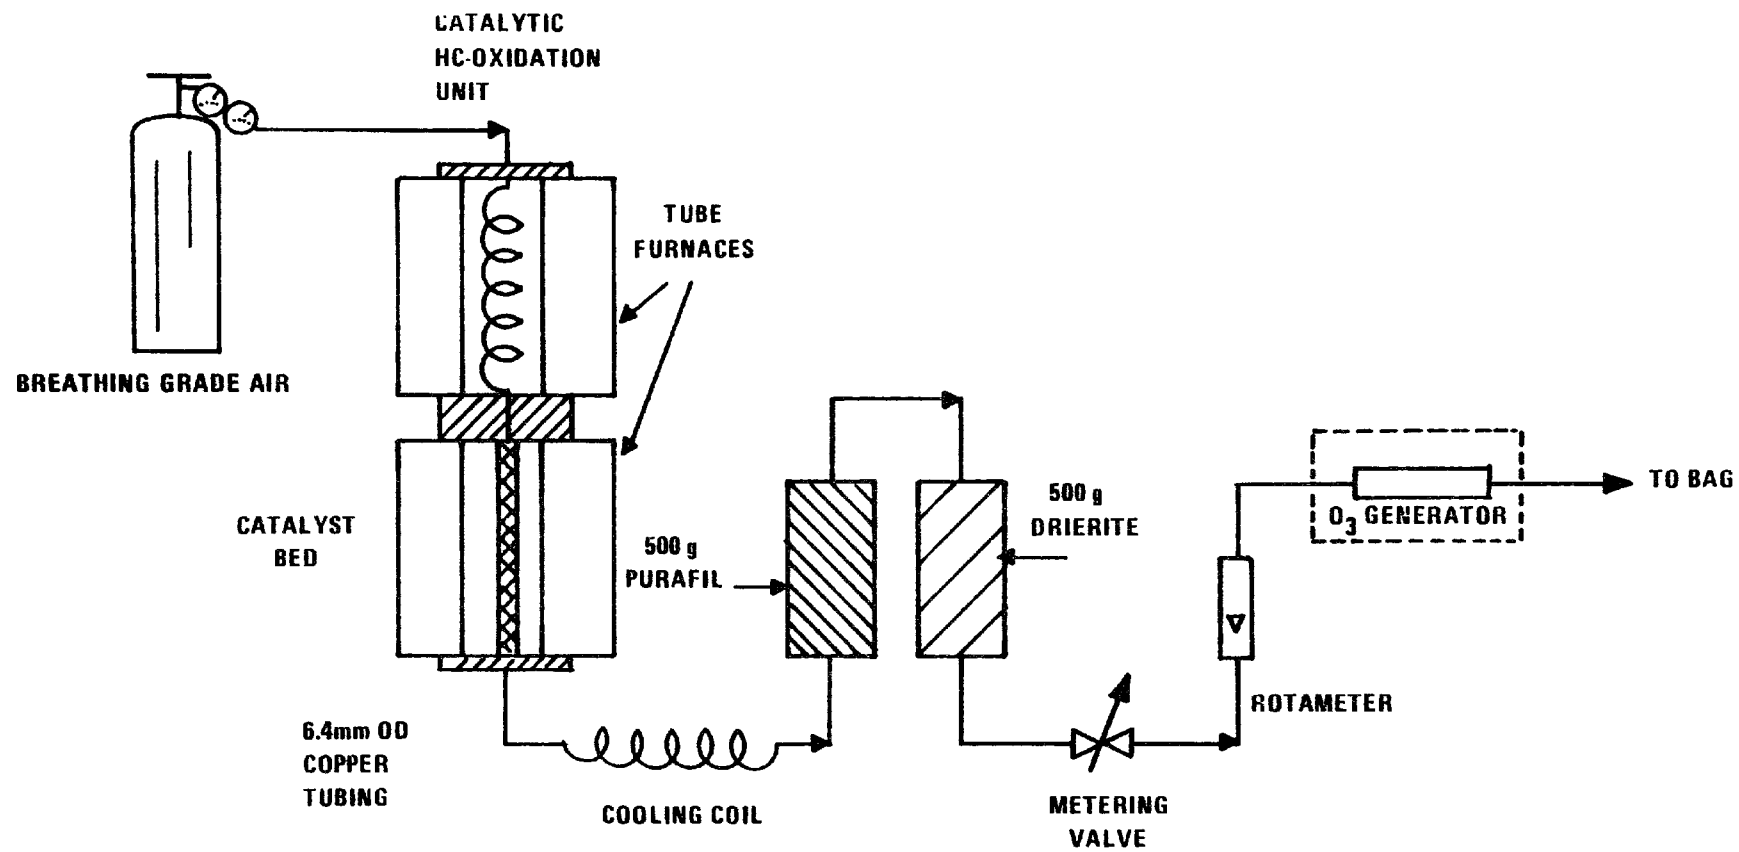 CATALYTIC
HC-OXIDATION
UNIT
TUBE
FURNACES
BREATHING GRADE AIR
CATALYST
BED
500 g
PURAFIL
500 g
DRIERITE
O3 GENERATOR
TO BAG
ROTAMETER
6.4mm OD
COPPER
TUBING
COOLING COIL
METERING
VALVE